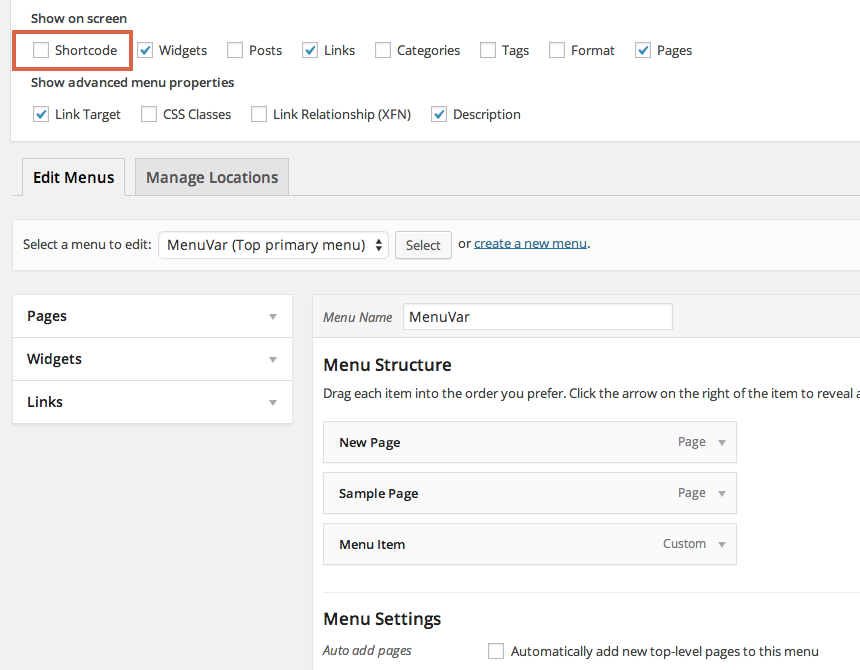 Show on screen
Shortcode Widgets Posts Links Categories Tags Format Pages
Show advanced menu properties
Link Target CSS Classes Link Relationship (XFN) Description
Edit Menus Manage Locations
Select a menu to edit: MenuVar (Top primary menu) Select or create a new menu.
Pages
Widgets
Links
Menu Name MenuVar
Menu Structure
Drag each item into the order you prefer. Click the arrow on the right of the item to reveal a
New Page Page
Sample Page Page
Menu Item Custom
Menu Settings
Auto add pages Automatically add new top-level pages to this menu